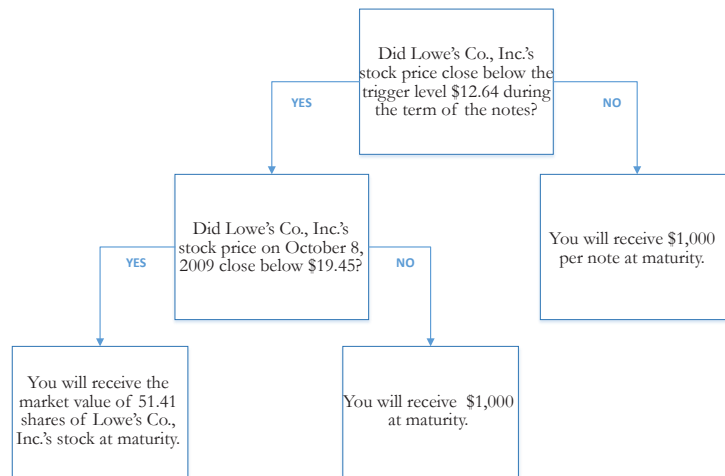 Did Lowe's Co., Inc.'s
stock price close below the
trigger level $12.64 during
the term of the notes?
YES
NO
Did Lowe's Co., Inc.'s
stock price on October 8,
2009 close below $19.45?
You will receive $1,000
per note at maturity.
YES
NO
You will receive the
market value of 51.41
shares of Lowe's Co.,
Inc.'s stock at maturity.
You will receive $1,000
at maturity.